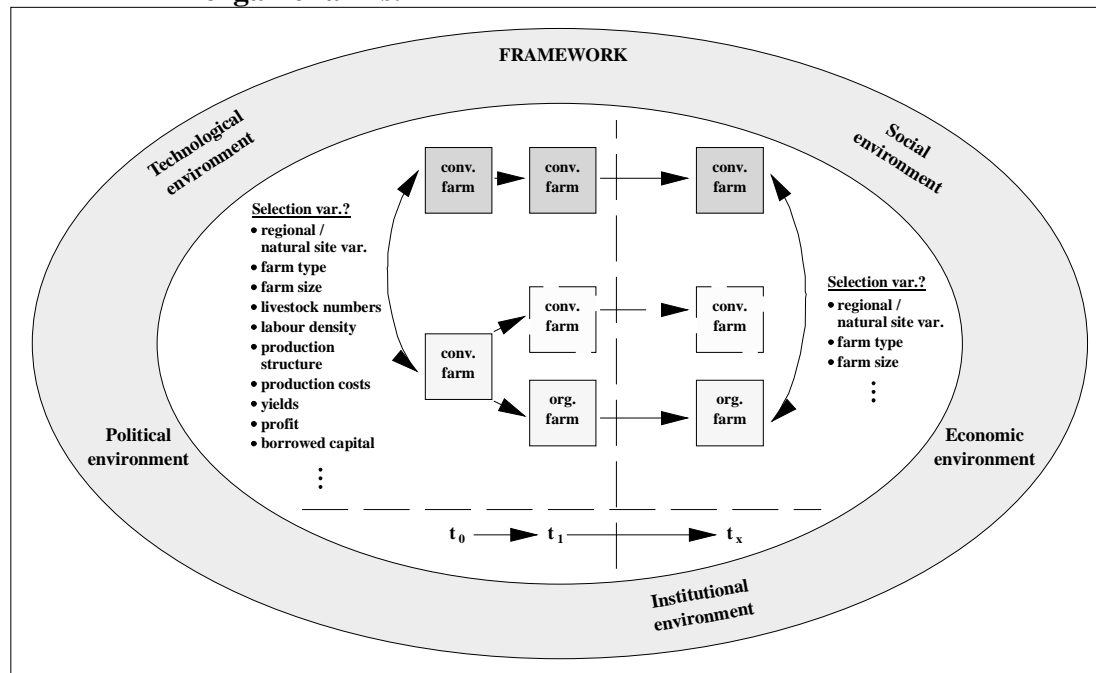 FRAMEWORK
Technological
environment
Social
environment
conv.
farm
conv.
farm
conv.
farm
Selection var.?
• regional /
natural site var.
• farm type
• farm size
• livestock numbers
• labour density
• production
structure
• production costs
• yields
• profit
• borrowed capital
⋮
conv.
farm
conv.
farm
conv.
farm
org.
farm
org.
farm
Selection var.?
• regional /
natural site var.
• farm type
• farm size
⋮
Political
environment
Economic
environment
t0
t1
tx
Institutional
environment